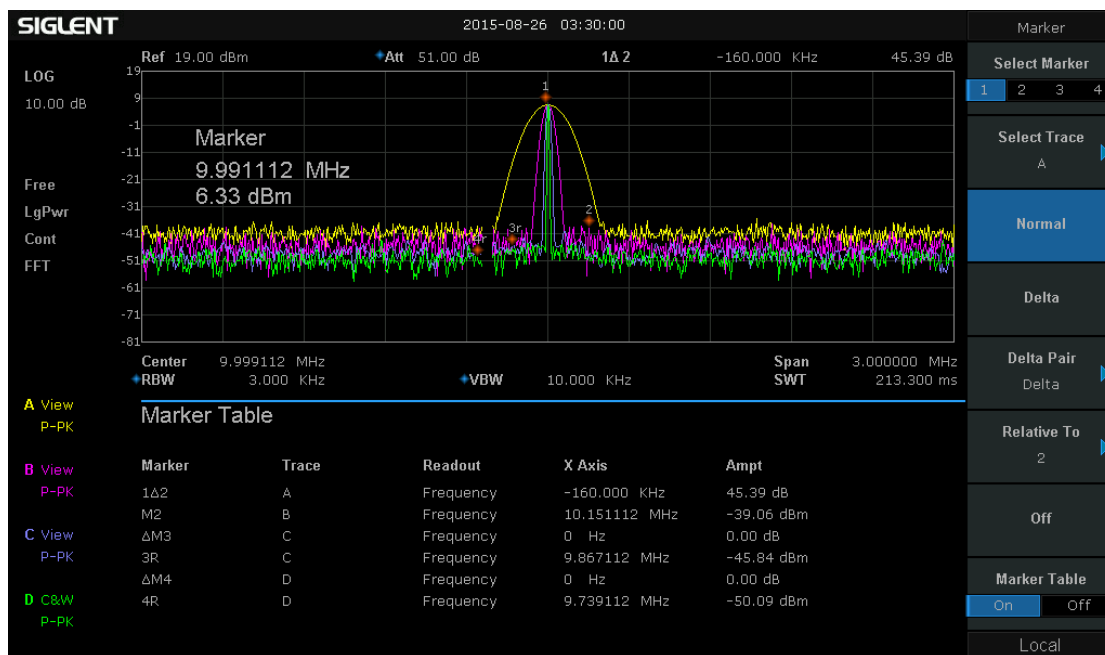 SIGLENT 2015-08-26 03:30:00 Marker
Ref 19.00 dBm Att 51.00 dB 1Δ 2 -160.000 KHz 45.39 dB
LOG
10.00 dB
Free
LgPwr
Cont
FFT
19
9
-1
-11
-21
-31
-41
-51
-61
-71
-81
Marker
9.991112 MHz
6.33 dBm
1
2
3r
4r
Center 9.999112 MHz Span 3.000000 MHz
RBW 3.000 KHz VBW 10.000 KHz SWT 213.300 ms
A View
P-PK
B View
P-PK
C View
P-PK
D C&W
P-PK
Marker Table
Marker Trace Readout X Axis Ampt
1Δ2 A Frequency -160.000 KHz 45.39 dB
M2 B Frequency 10.151112 MHz -39.06 dBm
ΔM3 C Frequency 0 Hz 0.00 dB
3R C Frequency 9.867112 MHz -45.84 dBm
ΔM4 D Frequency 0 Hz 0.00 dB
4R D Frequency 9.739112 MHz -50.09 dBm
Select Marker
1 2 3 4
Select Trace
A
Normal
Delta
Delta Pair
Delta
Relative To
2
Off
Marker Table
On Off
Local